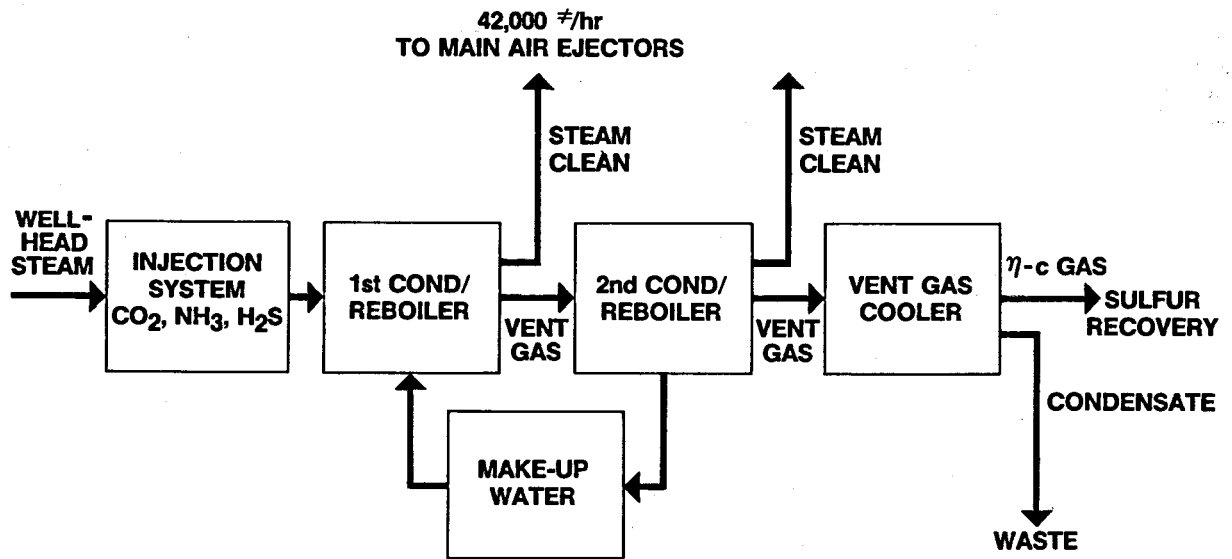 42,000 ≠/hr
TO MAIN AIR EJECTORS
STEAM
CLEAN
STEAM
CLEAN
WELL-
HEAD
STEAM
INJECTION
SYSTEM
CO₂, NH₃, H₂S
1st COND/
REBOILER
VENT
GAS
2nd COND/
REBOILER
VENT
GAS
VENT GAS
COOLER
η-c GAS
SULFUR
RECOVERY
CONDENSATE
MAKE-UP
WATER
WASTE